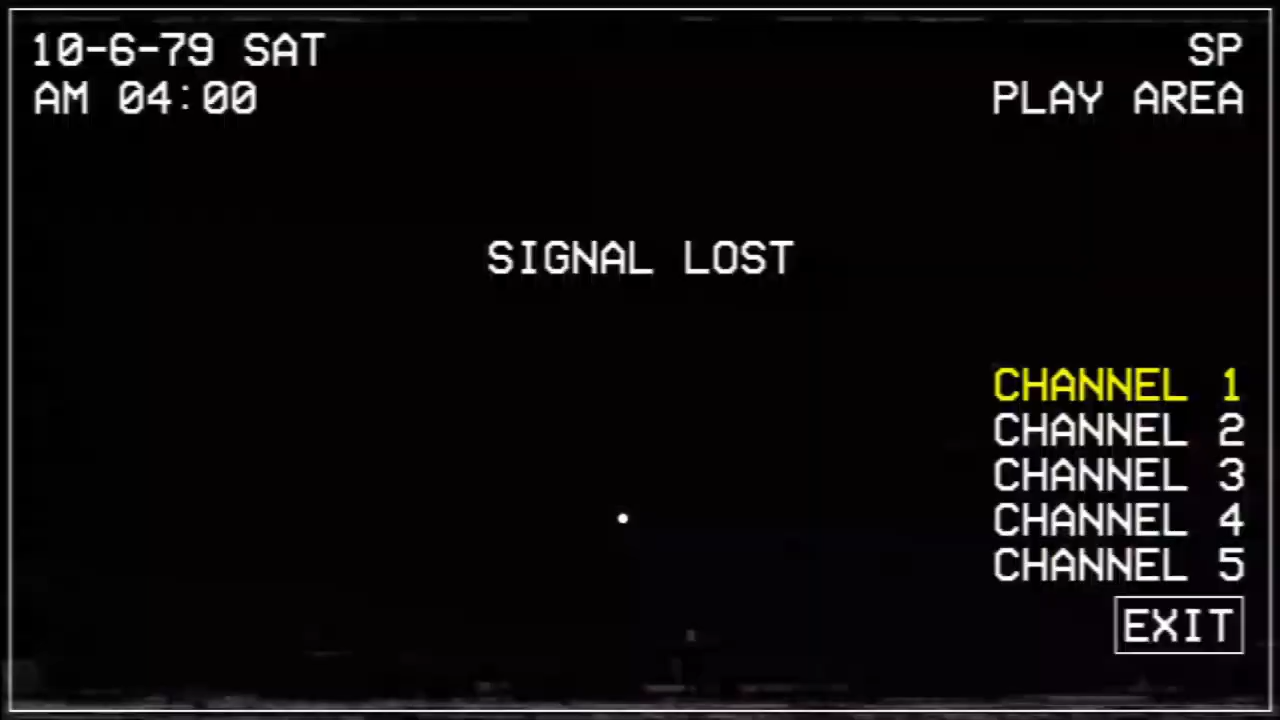 10-6-79 SAT
AM 04:00
SP
PLAY AREA
SIGNAL LOST
CHANNEL 1
CHANNEL 2
CHANNEL 3
CHANNEL 4
CHANNEL 5
EXIT